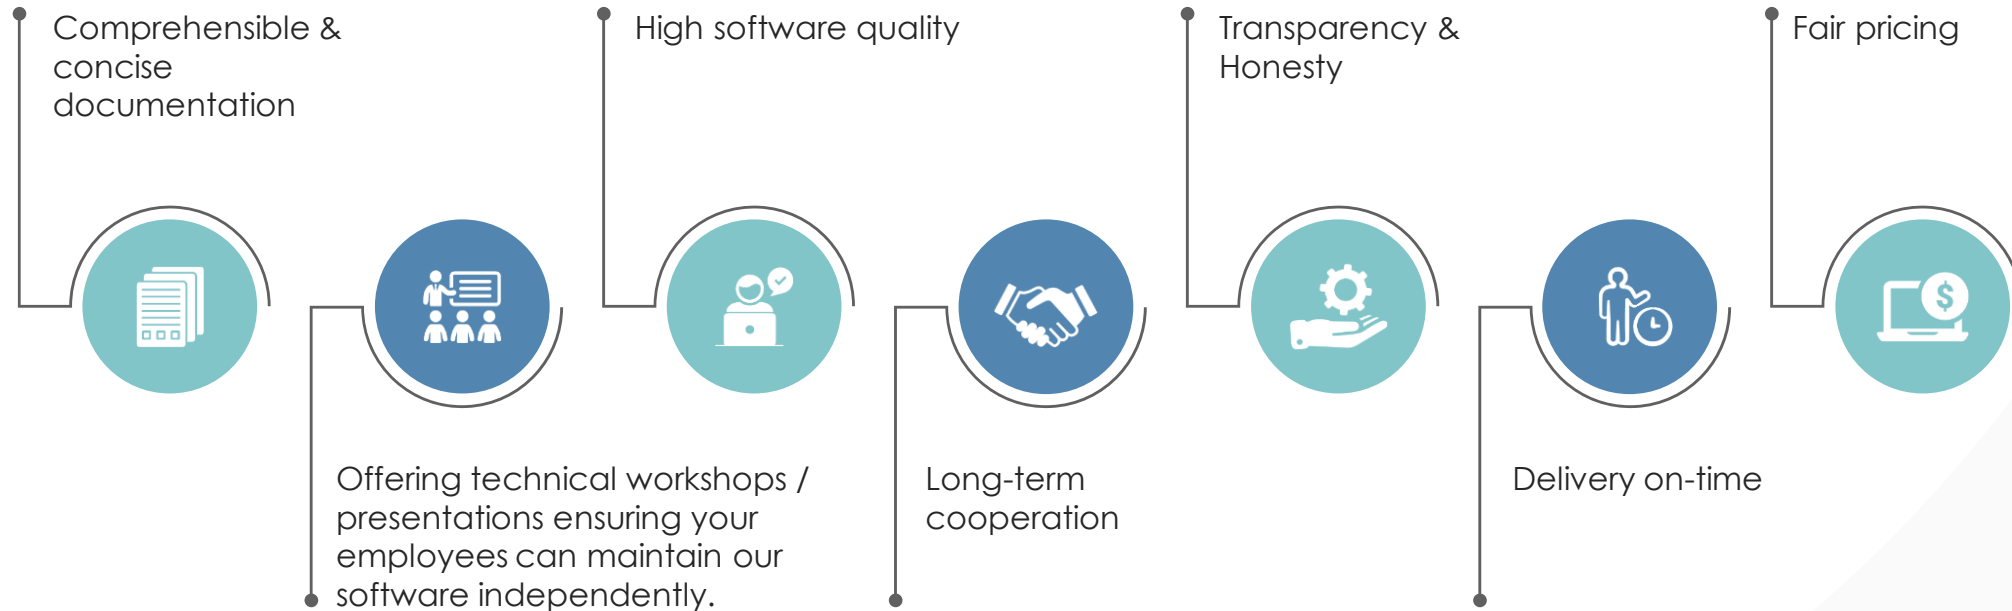 Comprehensible &
concise
documentation
Offering technical workshops /
presentations ensuring your
employees can maintain our
software independently.
High software quality
Long-term
cooperation
Transparency &
Honesty
Delivery on-time
Fair pricing
$